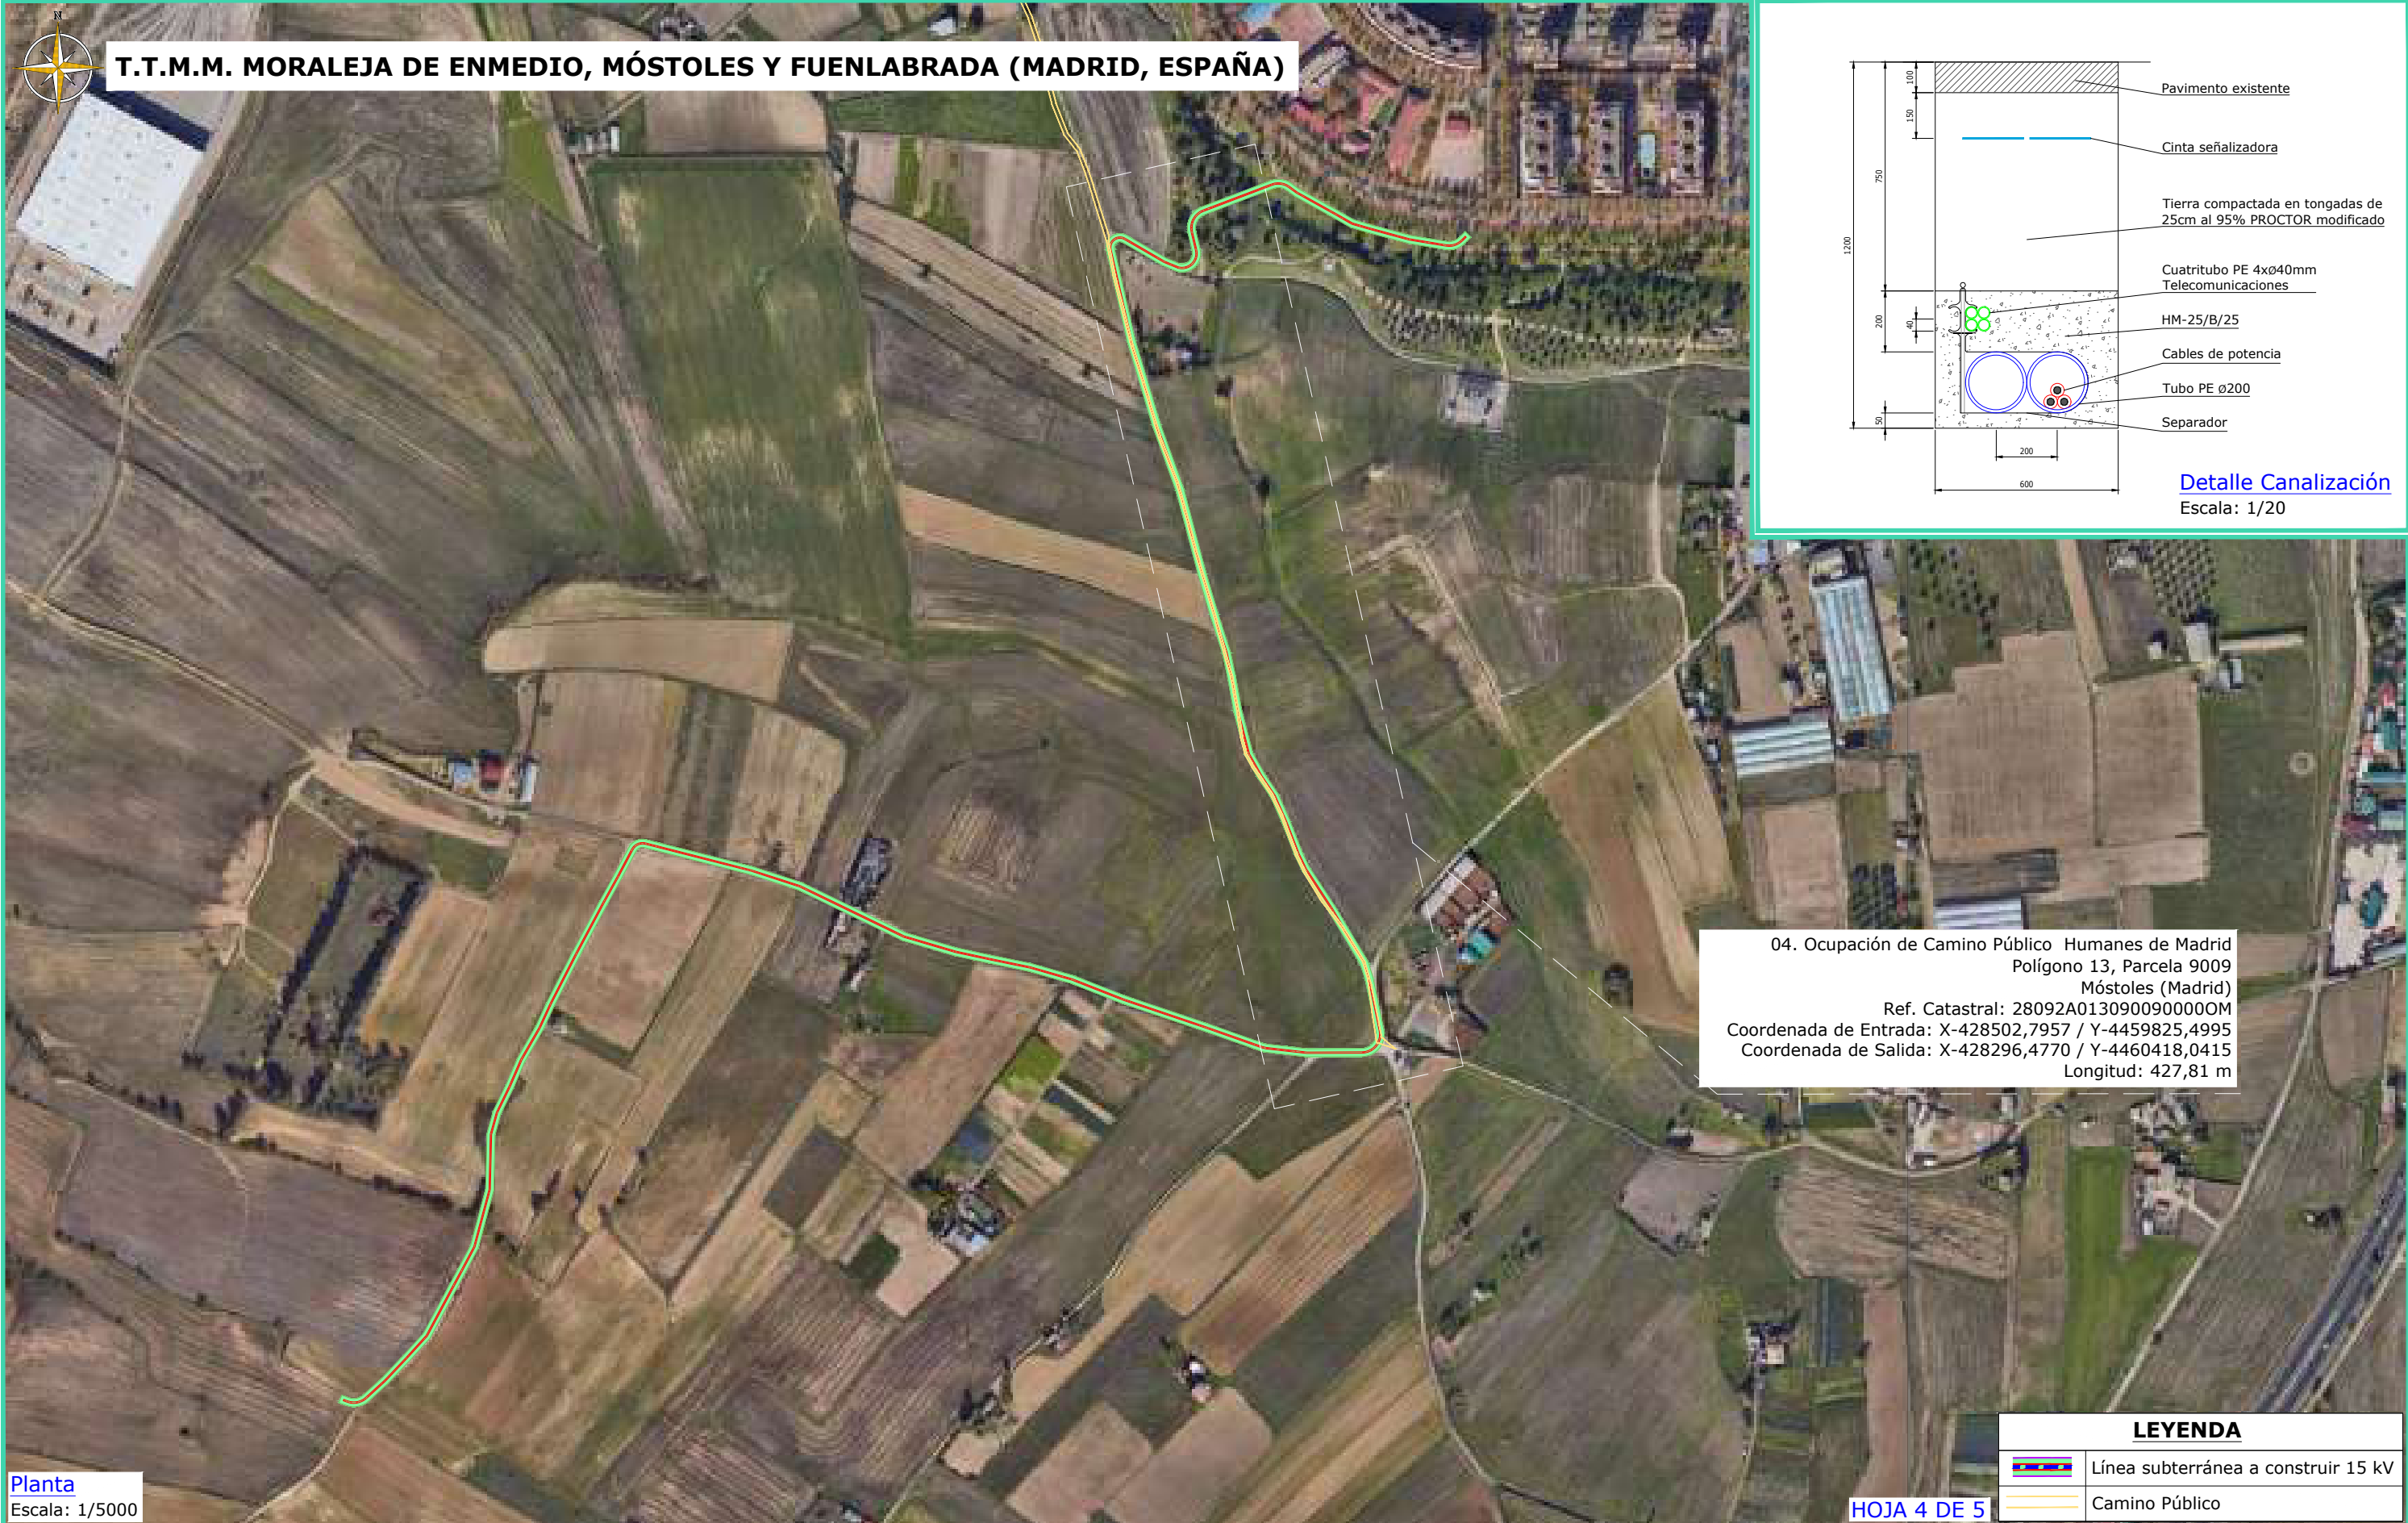 N
T.T.M.M. MORALEJA DE ENMEDIO, MÓSTOLES Y FUENLABRADA (MADRID, ESPAÑA)
100
150
750
1200
200
40
50
200
600
Pavimento existente
Cinta señalizadora
Tierra compactada en tongadas de
25cm al 95% PROCTOR modificado
Cuatritubo PE 4xø40mm
Telecomunicaciones
HM-25/B/25
Cables de potencia
Tubo PE ø200
Separador
Detalle Canalización
Escala: 1/20
04. Ocupación de Camino Público Humanes de Madrid
Polígono 13, Parcela 9009
Móstoles (Madrid)
Ref. Catastral: 28092A013090090000OM
Coordenada de Entrada: X-428502,7957 / Y-4459825,4995
Coordenada de Salida: X-428296,4770 / Y-4460418,0415
Longitud: 427,81 m
Planta
Escala: 1/5000
HOJA 4 DE 5
LEYENDA
Línea subterránea a construir 15 kV
Camino Público